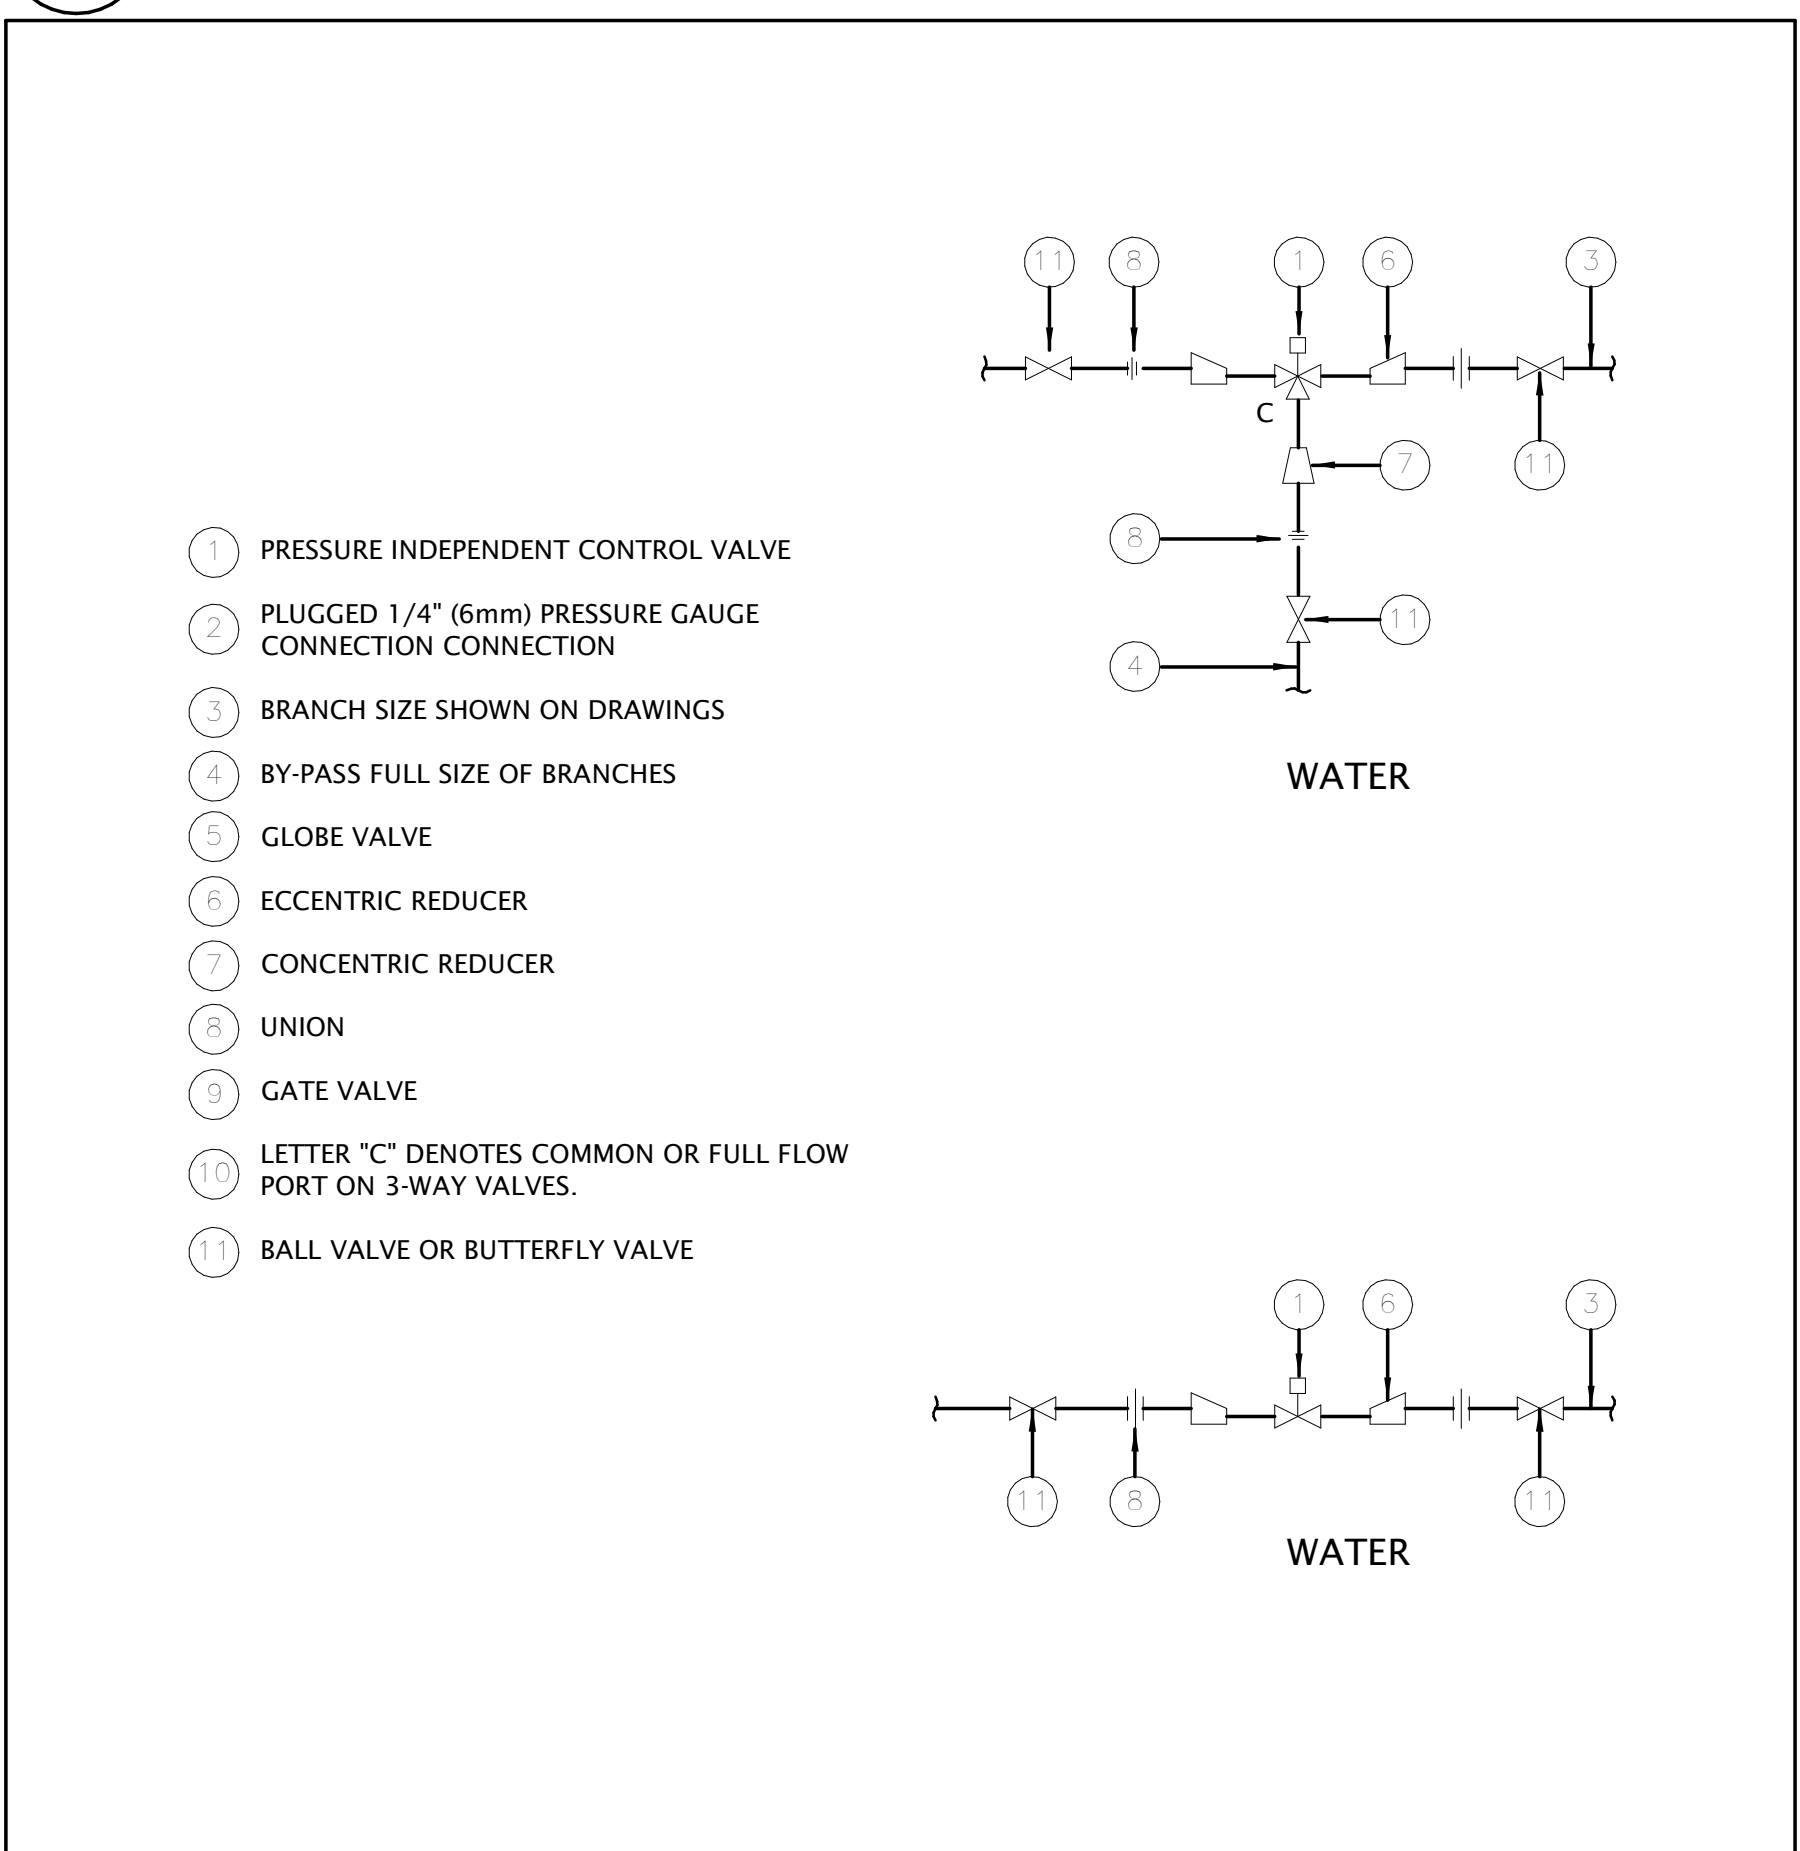 11 8 1 6 3
C
7 11
8
11
4
WATER
1 PRESSURE INDEPENDENT CONTROL VALVE
2 PLUGGED 1/4" (6mm) PRESSURE GAUGE
CONNECTION CONNECTION
3 BRANCH SIZE SHOWN ON DRAWINGS
4 BY-PASS FULL SIZE OF BRANCHES
5 GLOBE VALVE
6 ECCENTRIC REDUCER
7 CONCENTRIC REDUCER
8 UNION
9 GATE VALVE
10 LETTER "C" DENOTES COMMON OR FULL FLOW
PORT ON 3-WAY VALVES.
11 BALL VALVE OR BUTTERFLY VALVE
1 6 3
11 8 11
WATER